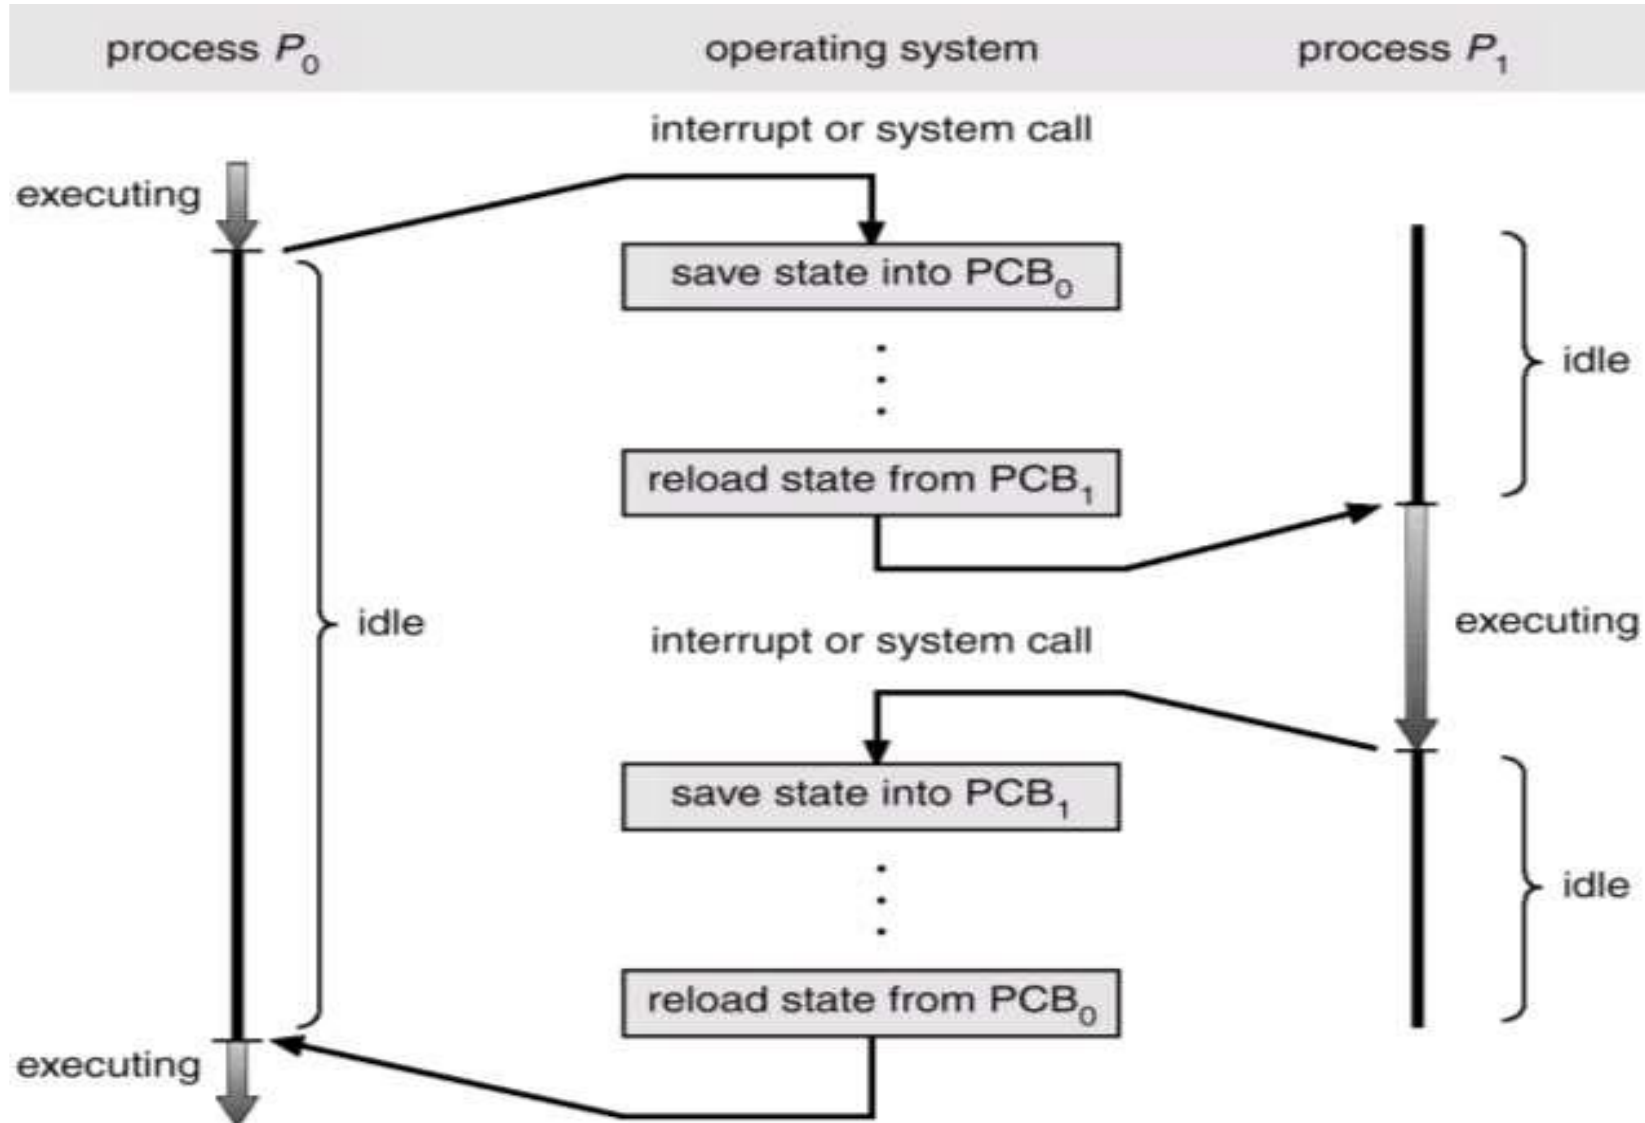 process P₀ operating system process P₁
interrupt or system call
executing
save state into PCB₀
idle
reload state from PCB₁
idle
interrupt or system call
executing
save state into PCB₁
idle
reload state from PCB₀
executing